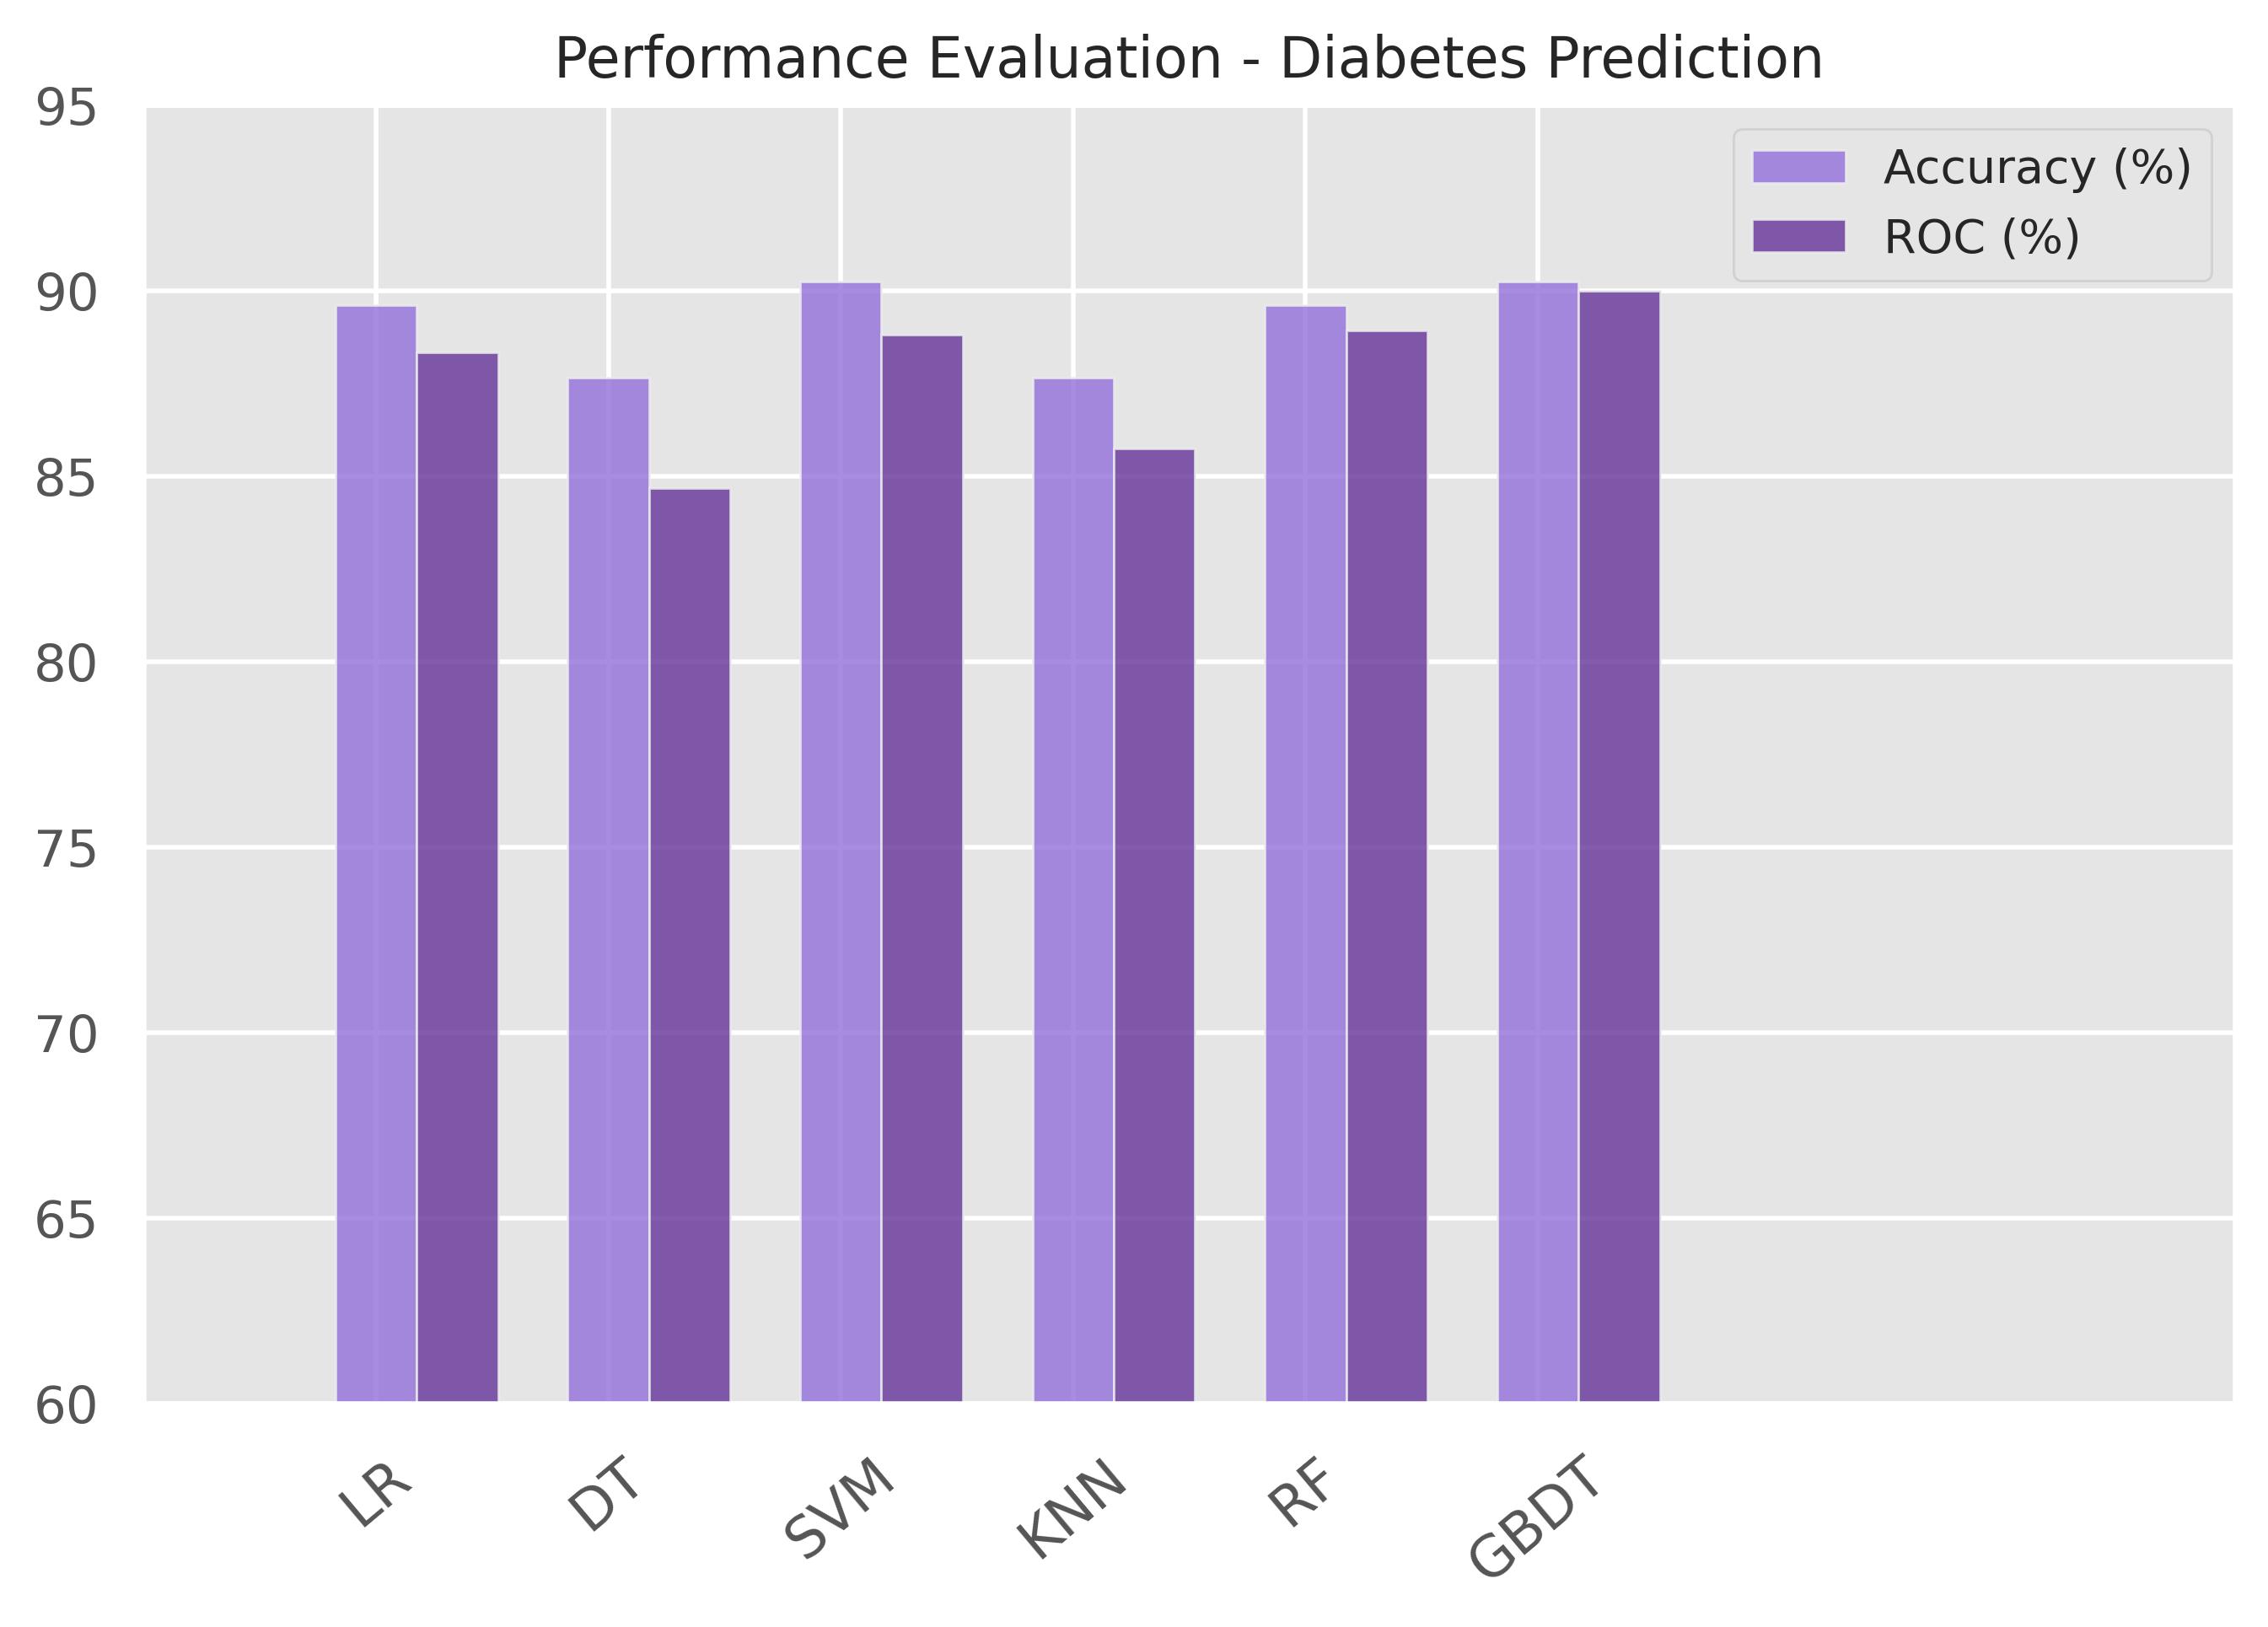 Performance Evaluation - Diabetes Prediction
95
90
85
80
75
70
65
60
Accuracy (%)
ROC (%)
LR
DT
SVM
KNN
RF
GBDT